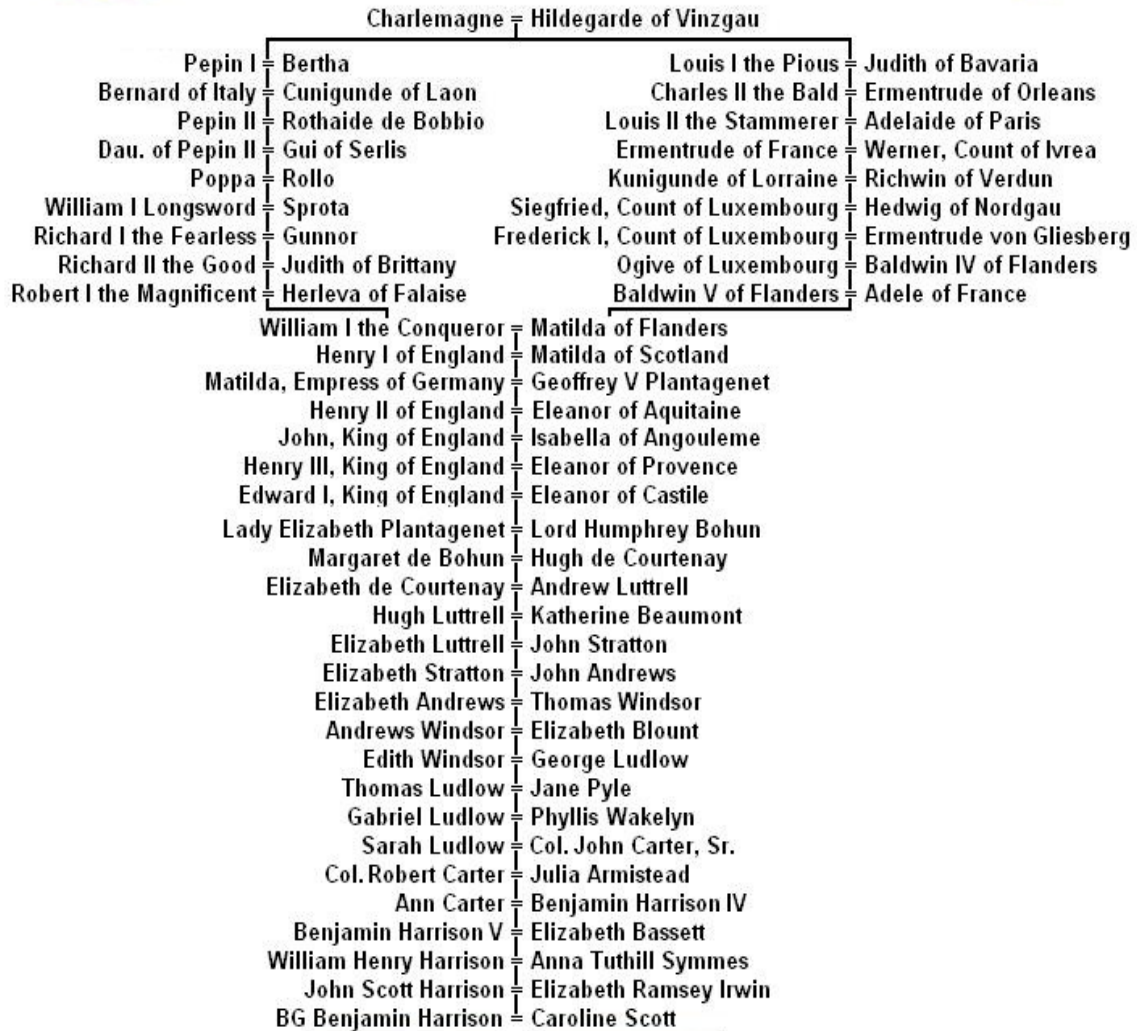 Charlemagne = Hildegarde of Vinzgau
Pepin I = Bertha
Bernard of Italy = Cunigunde of Laon
Pepin II = Rothaide de Bobbio
Dau. of Pepin II = Gui of Serlis
Poppa = Rollo
William I Longsword = Sprota
Richard I the Fearless = Gunnor
Richard II the Good = Judith of Brittany
Robert I the Magnificent = Herleva of Falaise
Louis I the Pious = Judith of Bavaria
Charles II the Bald = Ermentrude of Orleans
Louis II the Stammerer = Adelaide of Paris
Ermentrude of France = Werner, Count of Ivrea
Kunigunde of Lorraine = Richwin of Verdun
Siegfried, Count of Luxembourg = Hedwig of Nordgau
Frederick I, Count of Luxembourg = Ermentrude von Gliesberg
Ogive of Luxembourg = Baldwin IV of Flanders
Baldwin V of Flanders = Adele of France
William I the Conqueror = Matilda of Flanders
Henry I of England = Matilda of Scotland
Matilda, Empress of Germany = Geoffrey V Plantagenet
Henry II of England = Eleanor of Aquitaine
John, King of England = Isabella of Angouleme
Henry III, King of England = Eleanor of Provence
Edward I, King of England = Eleanor of Castile
Lady Elizabeth Plantagenet = Lord Humphrey Bohun
Margaret de Bohun = Hugh de Courtenay
Elizabeth de Courtenay = Andrew Luttrell
Hugh Luttrell = Katherine Beaumont
Elizabeth Luttrell = John Stratton
Elizabeth Stratton = John Andrews
Elizabeth Andrews = Thomas Windsor
Andrews Windsor = Elizabeth Blount
Edith Windsor = George Ludlow
Thomas Ludlow = Jane Pyle
Gabriel Ludlow = Phyllis Wakelyn
Sarah Ludlow = Col. John Carter, Sr.
Col. Robert Carter = Julia Armistead
Ann Carter = Benjamin Harrison IV
Benjamin Harrison V = Elizabeth Bassett
William Henry Harrison = Anna Tuthill Symmes
John Scott Harrison = Elizabeth Ramsey Irwin
BG Benjamin Harrison = Caroline Scott